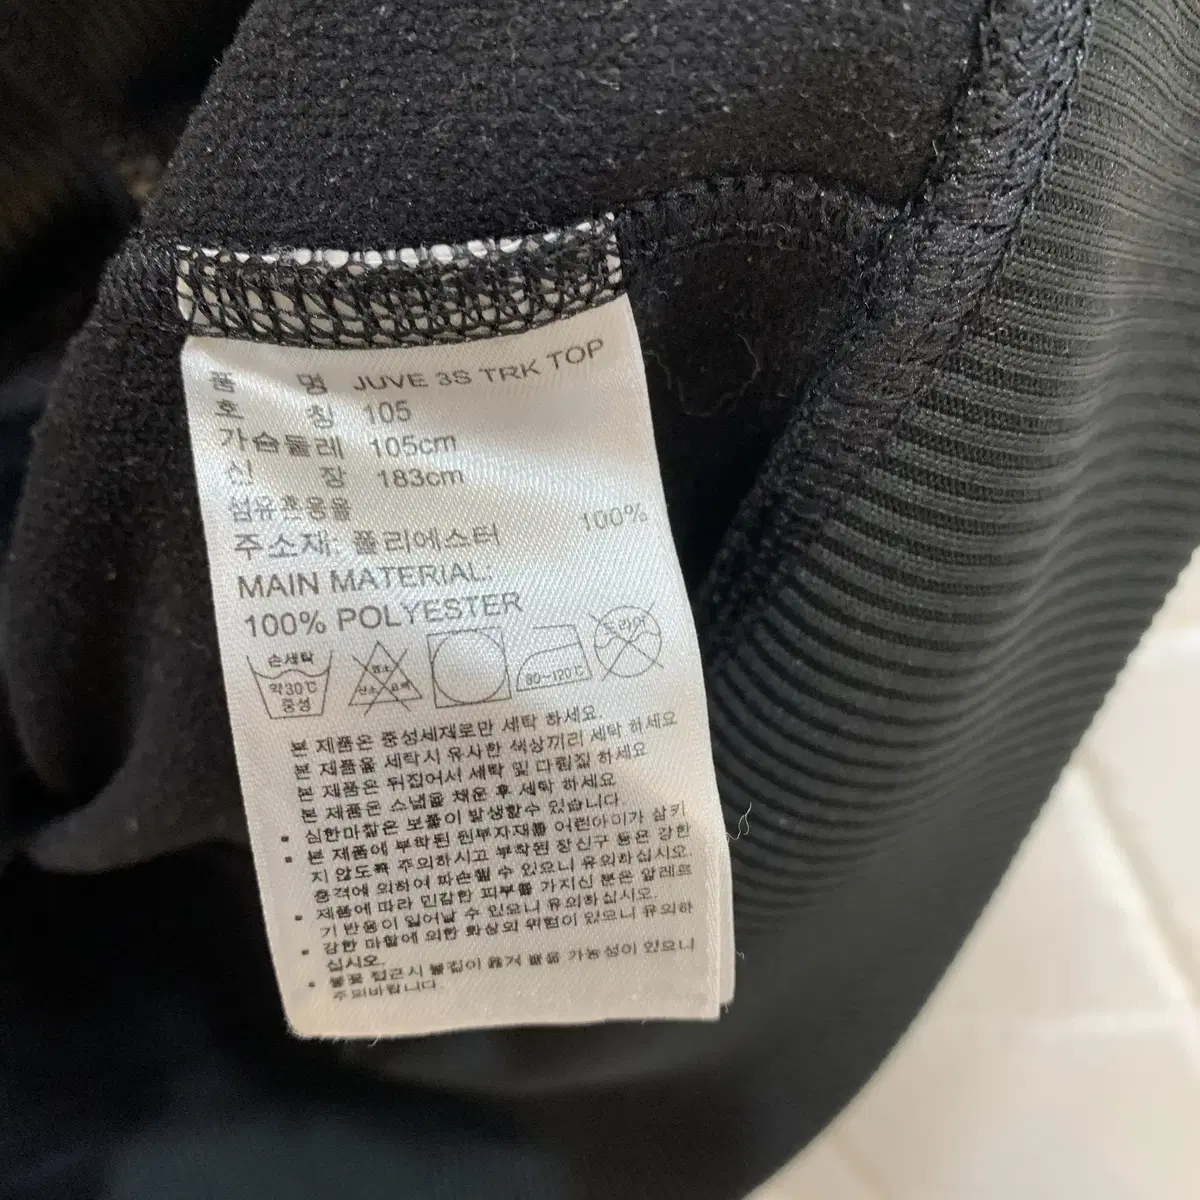 품 명 JUVE 3S TRK TOP
호 칭 105
가슴둘레 105cm
신 장 183cm
섬유혼용율
주소재: 폴리에스터 100%
MAIN MATERIAL:
100% POLYESTER
손세탁
약30℃
중성
염소
산소 표백
80~120℃
드라이
본 제품은 중성세제로만 세탁 하세요.
본 제품을 세탁시 유사한 색상끼리 세탁 하세요
본 제품은 뒤집어서 세탁 및 다림질 하세요
본 제품은 스냅을 채운 후 세탁 하세요
• 심한마찰은 보풀이 발생할수 있습니다
• 본 제품에 부착된 원부자재를 어린아이가 삼키
지 않도록 주의하시고 부착된 장신구 등은 강한
충격에 의하여 파손될 수 있으니 유의하십시오.
• 제품에 따라 민감한 피부를 가지신 분은 알레르
기 반응이 일어날 수 있으니 유의하십시오.
• 강한 마찰에 의한 화상의 위험이 있으니 유의하
십시오.
• 불꽃 접근시 불길이 옮겨 붙을 가능성이 있으니
주의바랍니다.